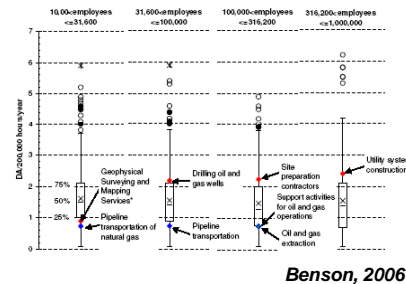 10,00<employees <=31,600
31,600<employees <=100,000
100,000<employees <=316,200
316,200<employees <=1,000,000
DA/200,000 hours/year
7
6
5
4
3
2
1
0
75%
50%
25%
Geophysical
Surveying and
Mapping
Services*
Pipeline
transportation of
natural gas
Drilling oil and
gas wells
Pipeline
transportation
Site
preparation
contractors
Support activities
for oil and gas
operations
Oil and gas
extraction
Utility system
construction
Benson, 2006